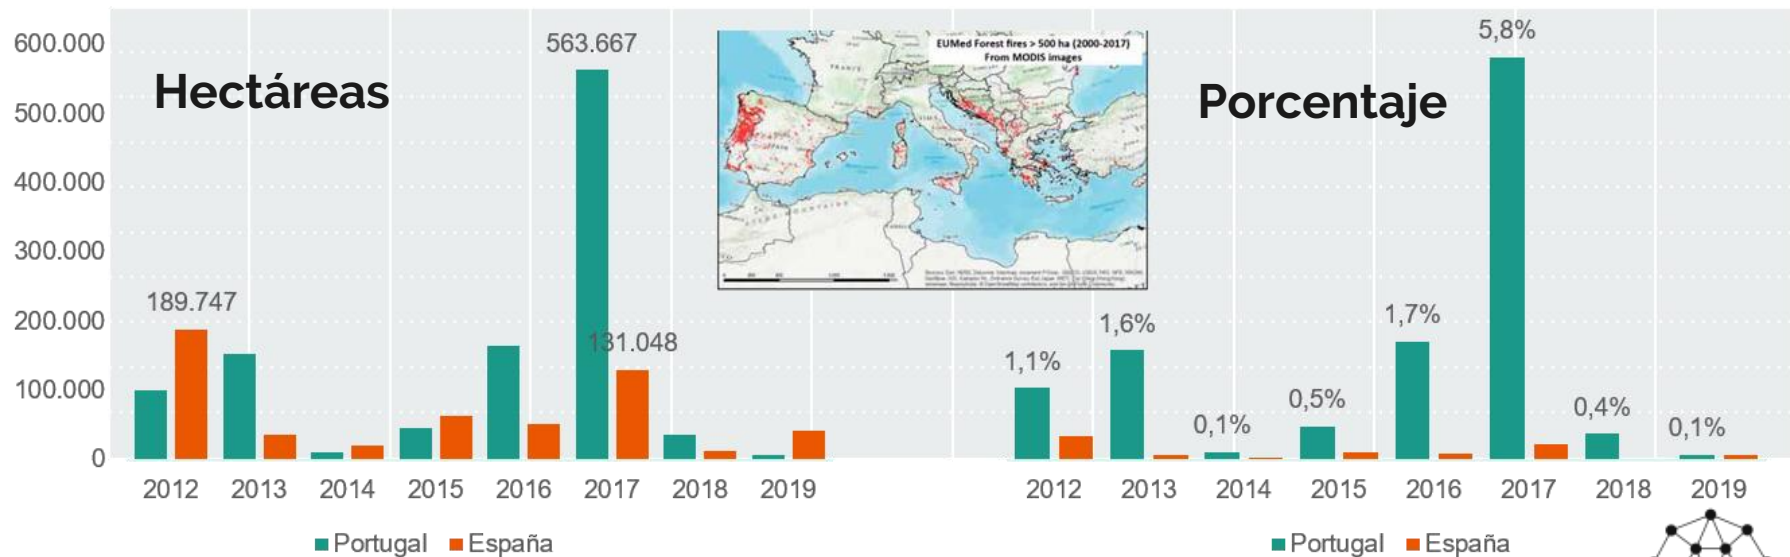 Hectáreas
600.000
500.000
400.000
300.000
200.000
100.000
0
189.747
563.667
131.048
2012 2013 2014 2015 2016 2017 2018 2019
Portugal España
EUMed Forest fires > 500 ha (2000-2017)
From MODIS images
FRANCE
Porcentaje
1,1%
1,6%
0,1%
0,5%
1,7%
5,8%
0,4%
0,1%
2012 2013 2014 2015 2016 2017 2018 2019
Portugal España